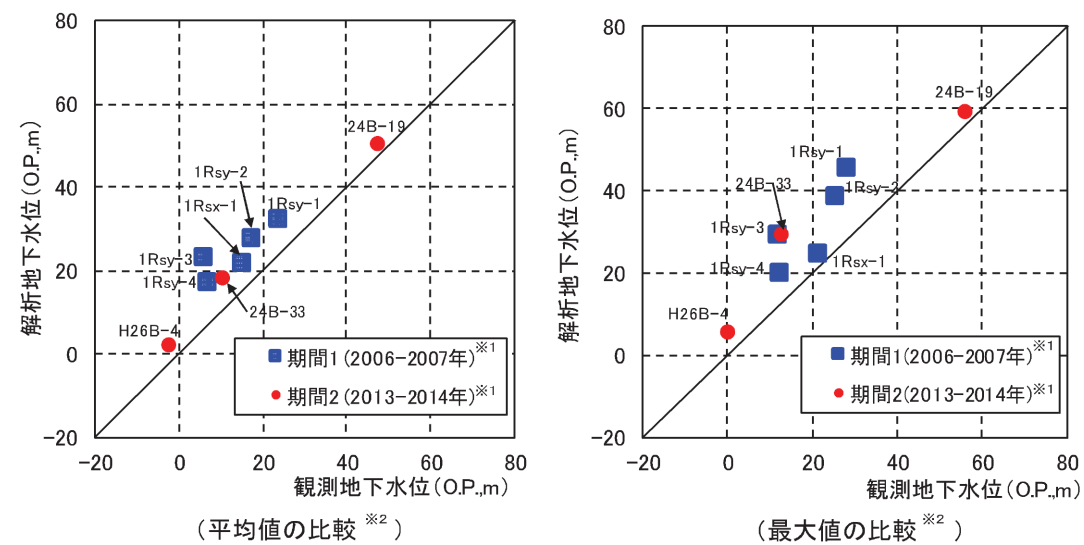 80
60
40
20
0
−20
解析地下水位(O.P.,m)
24B−19
1Rsy−2
1Rsx−1
1Rsy−1
1Rsy−3
1Rsy−4
24B−33
H26B−4
期間1(2006−2007年)※1
期間2(2013−2014年)※1
−20 0 20 40 60 80
観測地下水位(O.P.,m)
(平均値の比較 ※2 )
80
60
40
20
0
−20
解析地下水位(O.P.,m)
24B−19
1Rsy−1
24B−33
1Rsy−2
1Rsy−3
1Rsx−1
1Rsy−4
H26B−4
期間1(2006−2007年)※1
期間2(2013−2014年)※1
−20 0 20 40 60 80
観測地下水位(O.P.,m)
(最大値の比較 ※2 )